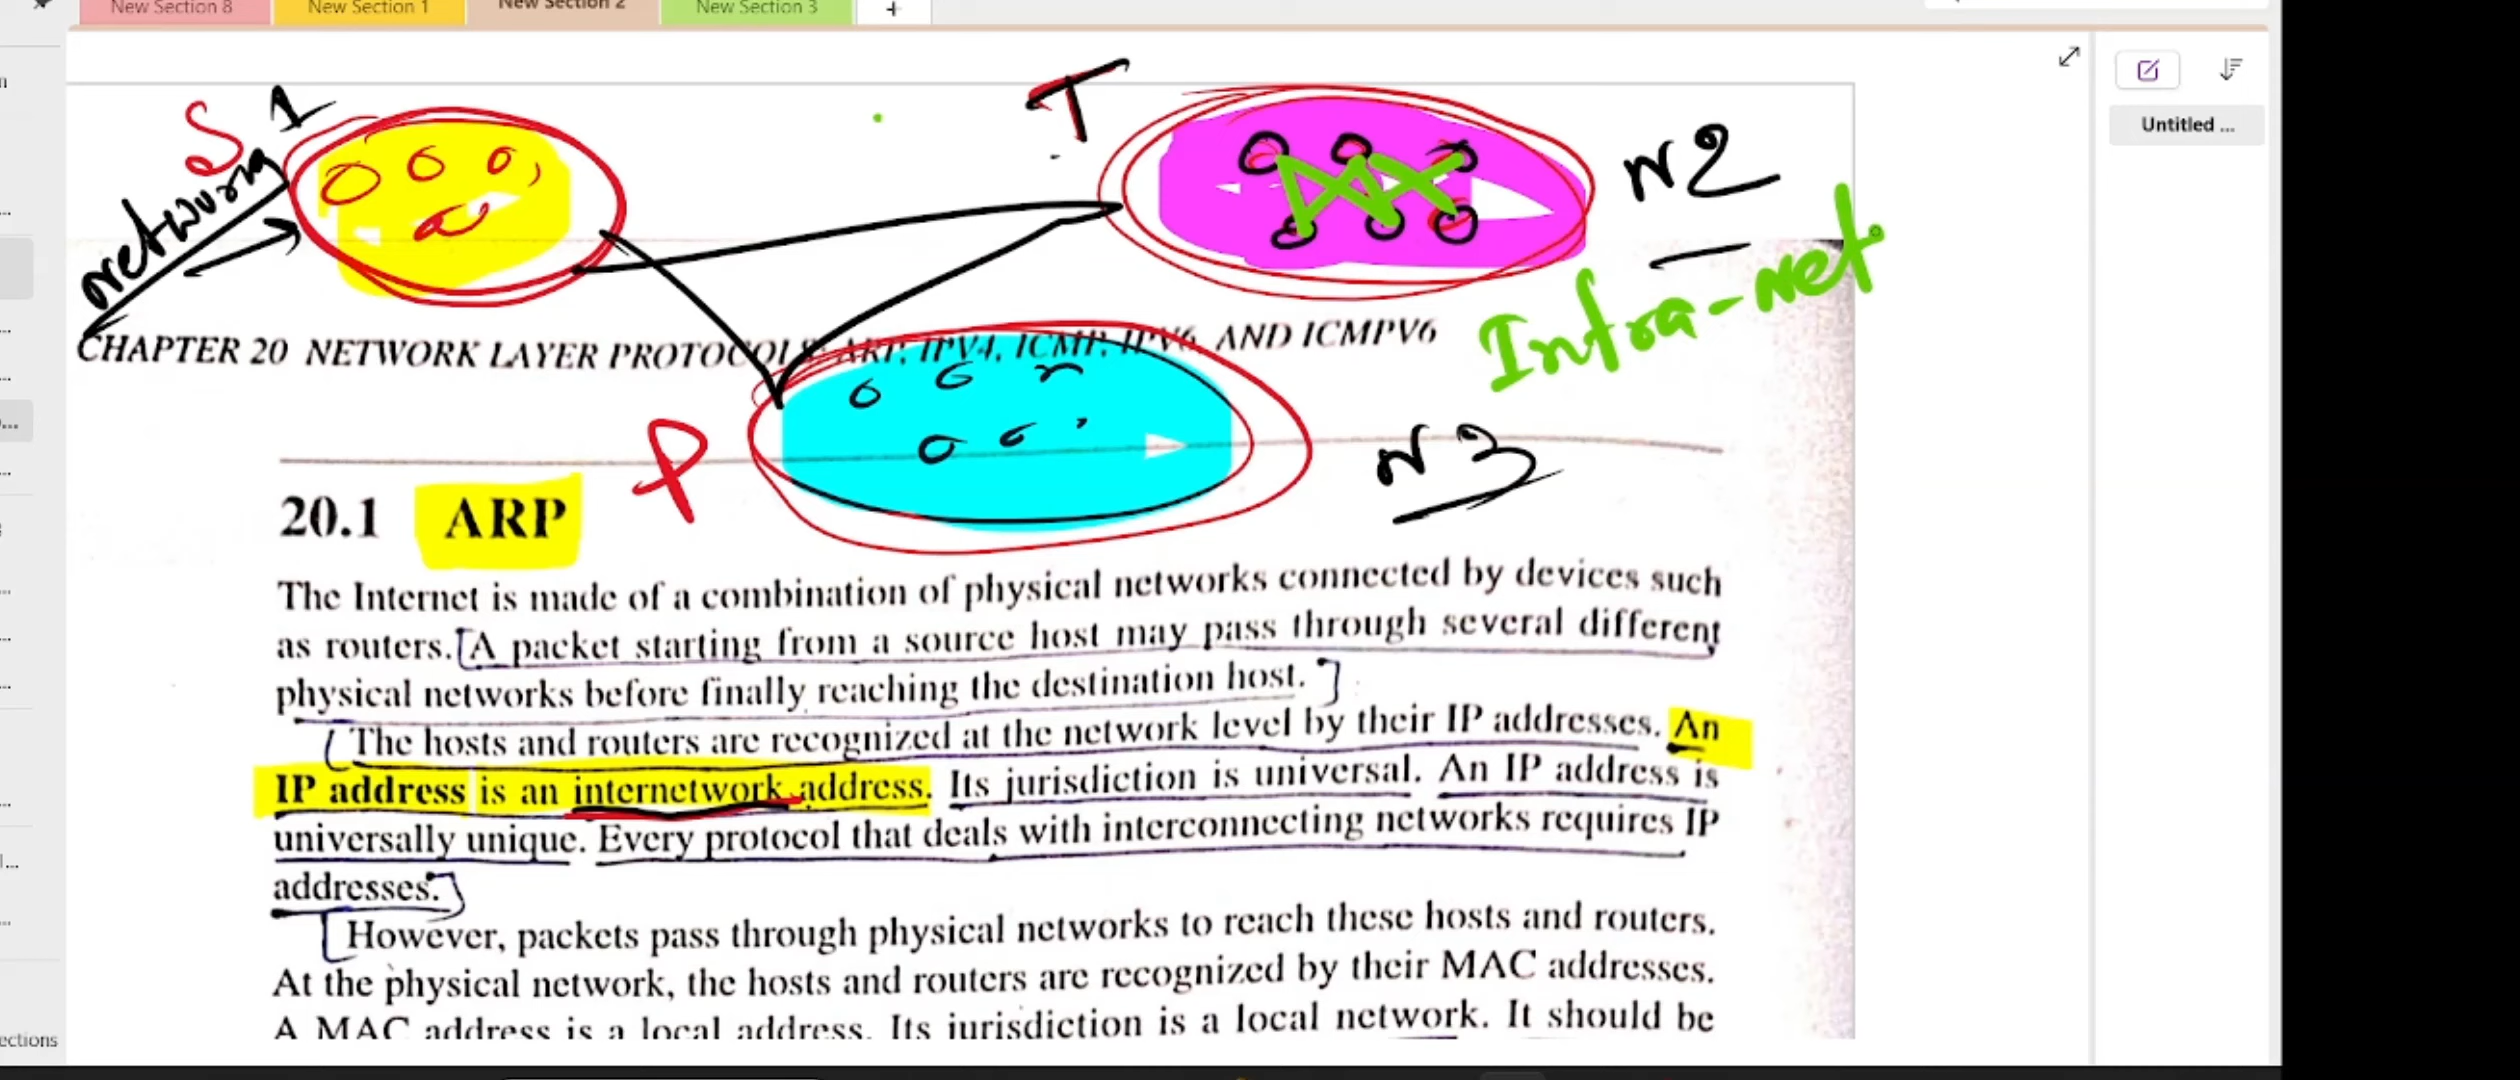 New Section 8
New Section 1
New Section 2
New Section 3
+
Untitled ...
S
1
T
N2
network
Intra-net
CHAPTER 20 NETWORK LAYER PROTOCOLS: ARP, IPV4, ICMP, IPV6, AND ICMPV6
P
N3
20.1 ARP
The Internet is made of a combination of physical networks connected by devices such
as routers. [A packet starting from a source host may pass through several different
physical networks before finally reaching the destination host.]
(The hosts and routers are recognized at the network level by their IP addresses. An
IP address is an internetwork address. Its jurisdiction is universal. An IP address is
universally unique. Every protocol that deals with interconnecting networks requires IP
addresses.]
[However, packets pass through physical networks to reach these hosts and routers.
At the physical network, the hosts and routers are recognized by their MAC addresses.
A MAC address is a local address. Its jurisdiction is a local network. It should be
ections